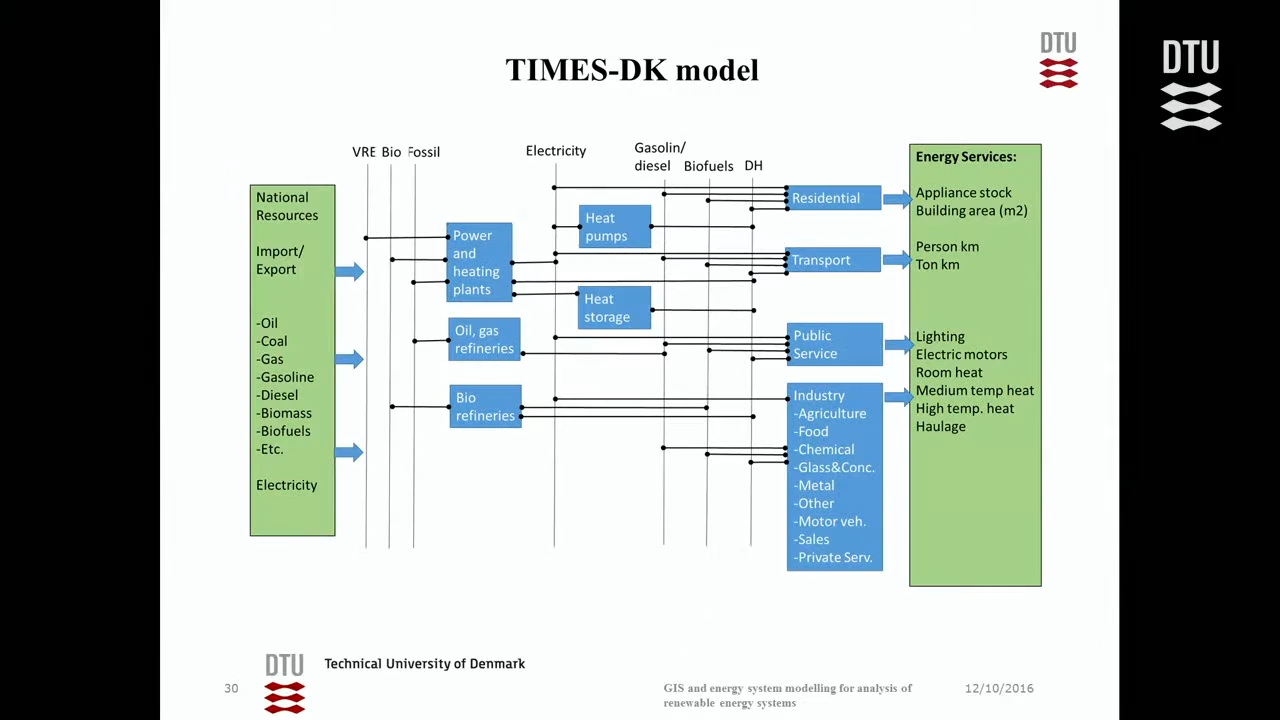 TIMES-DK model
DTU
DTU
VRE Bio Fossil
Electricity
Gasolin/
diesel
Biofuels
DH
National
Resources
Import/
Export
-Oil
-Coal
-Gas
-Gasoline
-Diesel
-Biomass
-Biofuels
-Etc.
Electricity
Power
and
heating
plants
Oil, gas
refineries
Bio
refineries
Heat
pumps
Heat
storage
Residential
Transport
Public
Service
Industry
-Agriculture
-Food
-Chemical
-Glass&Conc.
-Metal
-Other
-Motor veh.
-Sales
-Private Serv.
Energy Services:
Appliance stock
Building area (m2)
Person km
Ton km
Lighting
Electric motors
Room heat
Medium temp heat
High temp. heat
Haulage
30
DTU
Technical University of Denmark
GIS and energy system modelling for analysis of
renewable energy systems
12/10/2016